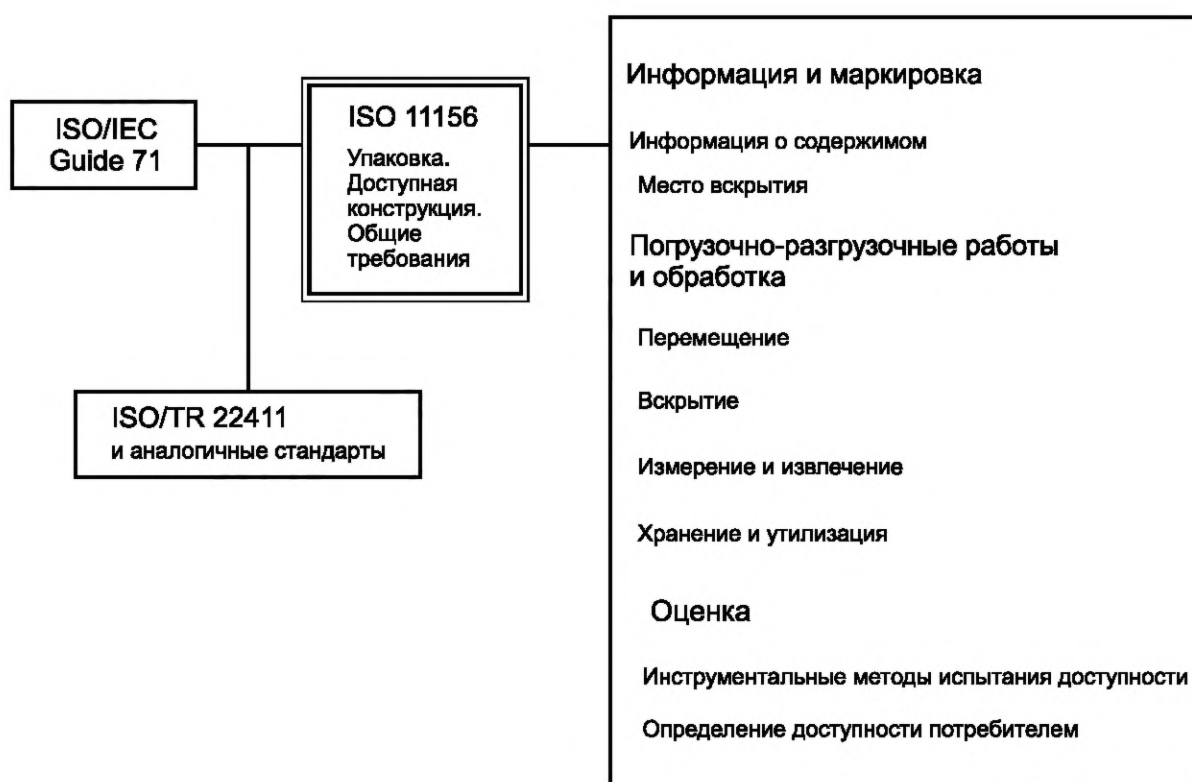 ISO/IEC
Guide 71
ISO 11156
Упаковка.
Доступная
конструкция.
Общие
требования
ISO/TR 22411
и аналогичные стандарты
Информация и маркировка
Информация о содержимом
Место вскрытия
Погрузочно-разгрузочные работы
и обработка
Перемещение
Вскрытие
Измерение и извлечение
Хранение и утилизация
Оценка
Инструментальные методы испытания доступности
Определение доступности потребителем